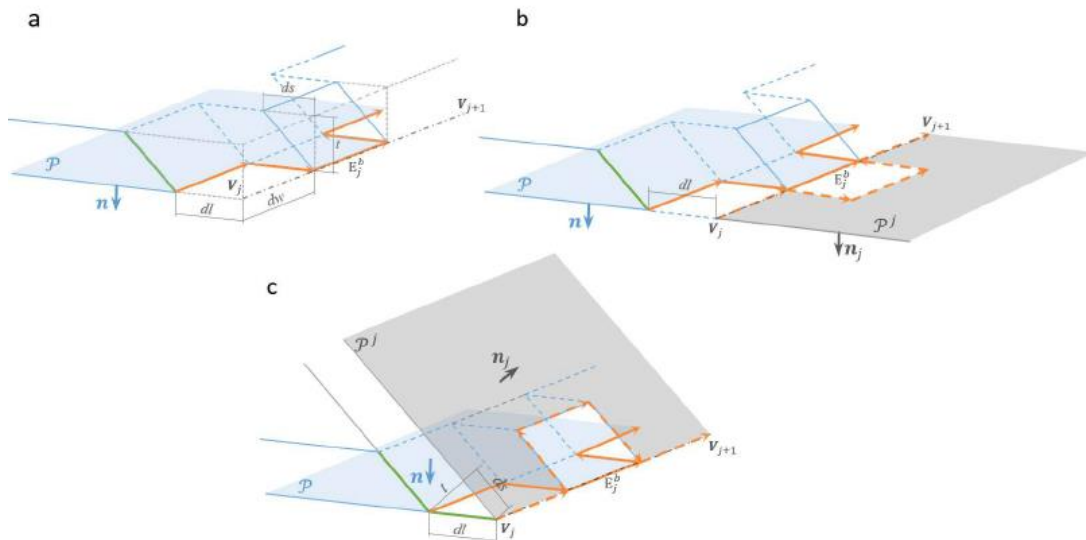 a
b
ds
t
V_{j+1}
V_{j+1}
𝒫
E_j^b
V_j
dw
n
dl
𝒫
dl
E_j^b
V_j
𝒫^j
n
n_j
c
𝒫^j
n_j
V_{j+1}
n
t
ds
E_j^b
𝒫
V_j
dl